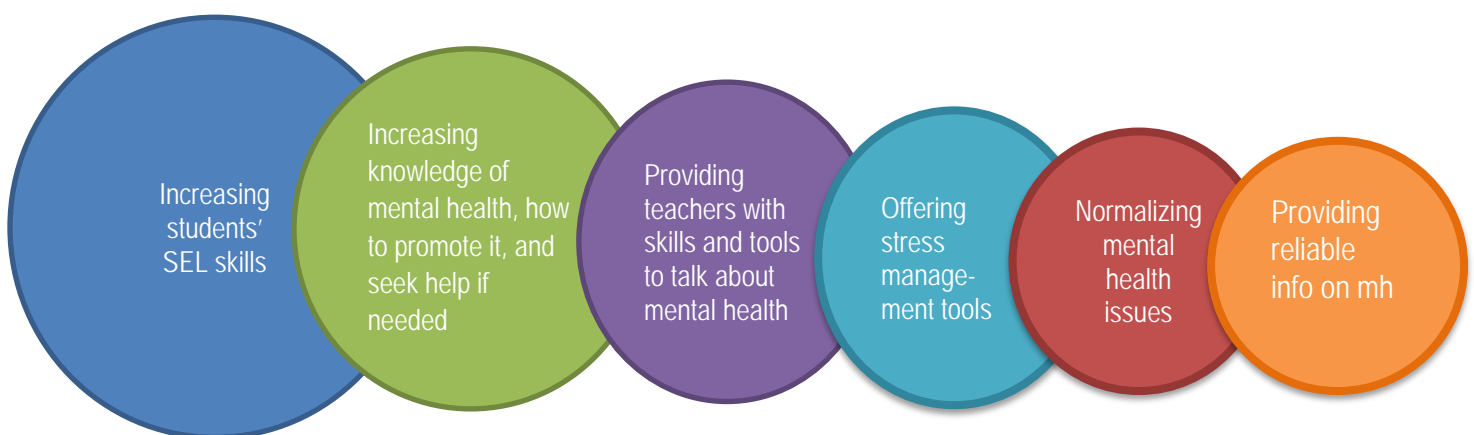 Increasing
students'
SEL skills
Increasing
knowledge of
mental health, how
to promote it, and
seek help if
needed
Providing
teachers with
skills and tools
to talk about
mental health
Offering
stress
manage-
ment tools
Normalizing
mental
health
issues
Providing
reliable
info on mh